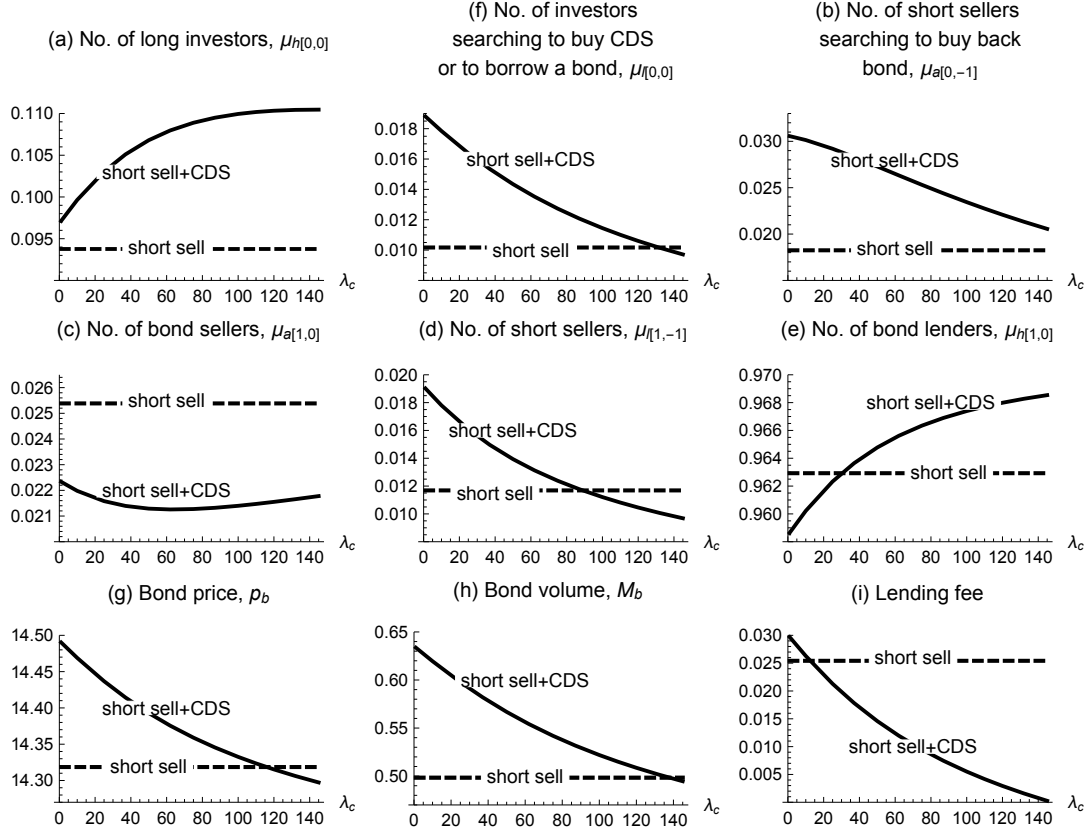 (a) No. of long investors, μh[0,0]
(f) No. of investors
searching to buy CDS
or to borrow a bond, μl[0,0]
(b) No. of short sellers
searching to buy back
bond, μa[0,-1]
0.110
0.105
0.100
0.095
short sell+CDS
short sell
0 20 40 60 80 100 120 140 λc
0.018
0.016
0.014
0.012
0.010
short sell+CDS
short sell
0 20 40 60 80 100 120 140 λc
0.030
0.025
0.020
short sell+CDS
short sell
0 20 40 60 80 100 120 140 λc
(c) No. of bond sellers, μa[1,0]
(d) No. of short sellers, μl[1,-1]
(e) No. of bond lenders, μh[1,0]
0.026
0.025
0.024
0.023
0.022
0.021
short sell
short sell+CDS
0 20 40 60 80 100 120 140 λc
0.020
0.018
0.016
0.014
0.012
0.010
short sell+CDS
short sell
0 20 40 60 80 100 120 140 λc
0.970
0.968
0.966
0.964
0.962
0.960
short sell+CDS
short sell
0 20 40 60 80 100 120 140 λc
(g) Bond price, pb
(h) Bond volume, Mb
(i) Lending fee
14.50
14.45
14.40
14.35
14.30
short sell+CDS
short sell
0 20 40 60 80 100 120 140 λc
0.65
0.60
0.55
0.50
short sell+CDS
short sell
0 20 40 60 80 100 120 140 λc
0.030
0.025
0.020
0.015
0.010
0.005
short sell
short sell+CDS
0 20 40 60 80 100 120 140 λc